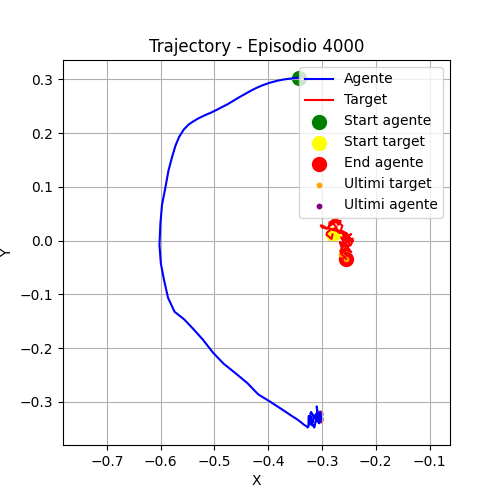 Trajectory - Episodio 4000
Agente
Target
Start agente
Start target
End agente
Ultimi target
Ultimi agente
Y
0.3
0.2
0.1
0.0
−0.1
−0.2
−0.3
−0.7 −0.6 −0.5 −0.4 −0.3 −0.2 −0.1
X